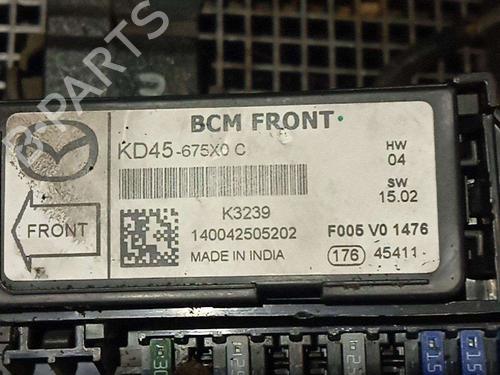 B-PARTS
BCM FRONT
KD45-675X0 C
HW
04
SW
15.02
K3239
FRONT
140042505202
F005 V0 1476
MADE IN INDIA
176 45411